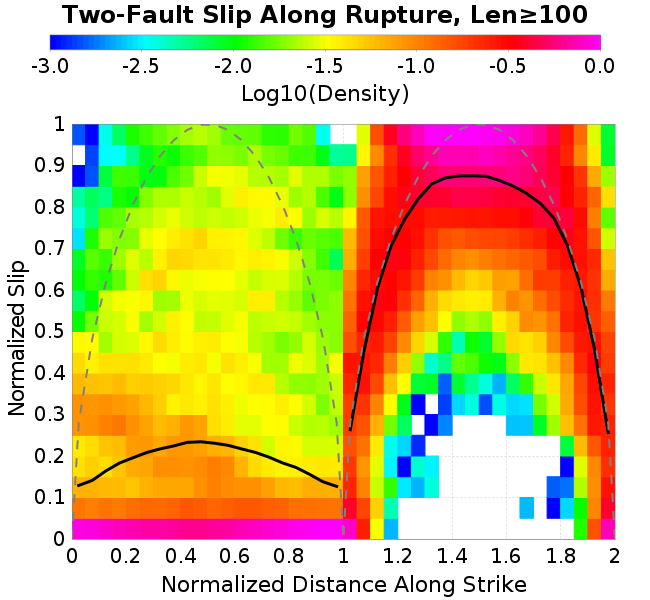 Two-Fault Slip Along Rupture, Len≥100
-3.0 -2.5 -2.0 -1.5 -1.0 -0.5 0.0
Log10(Density)
1
0.9
0.8
0.7
0.6
0.5
0.4
0.3
0.2
0.1
0
Normalized Slip
0 0.2 0.4 0.6 0.8 1 1.2 1.4 1.6 1.8 2
Normalized Distance Along Strike